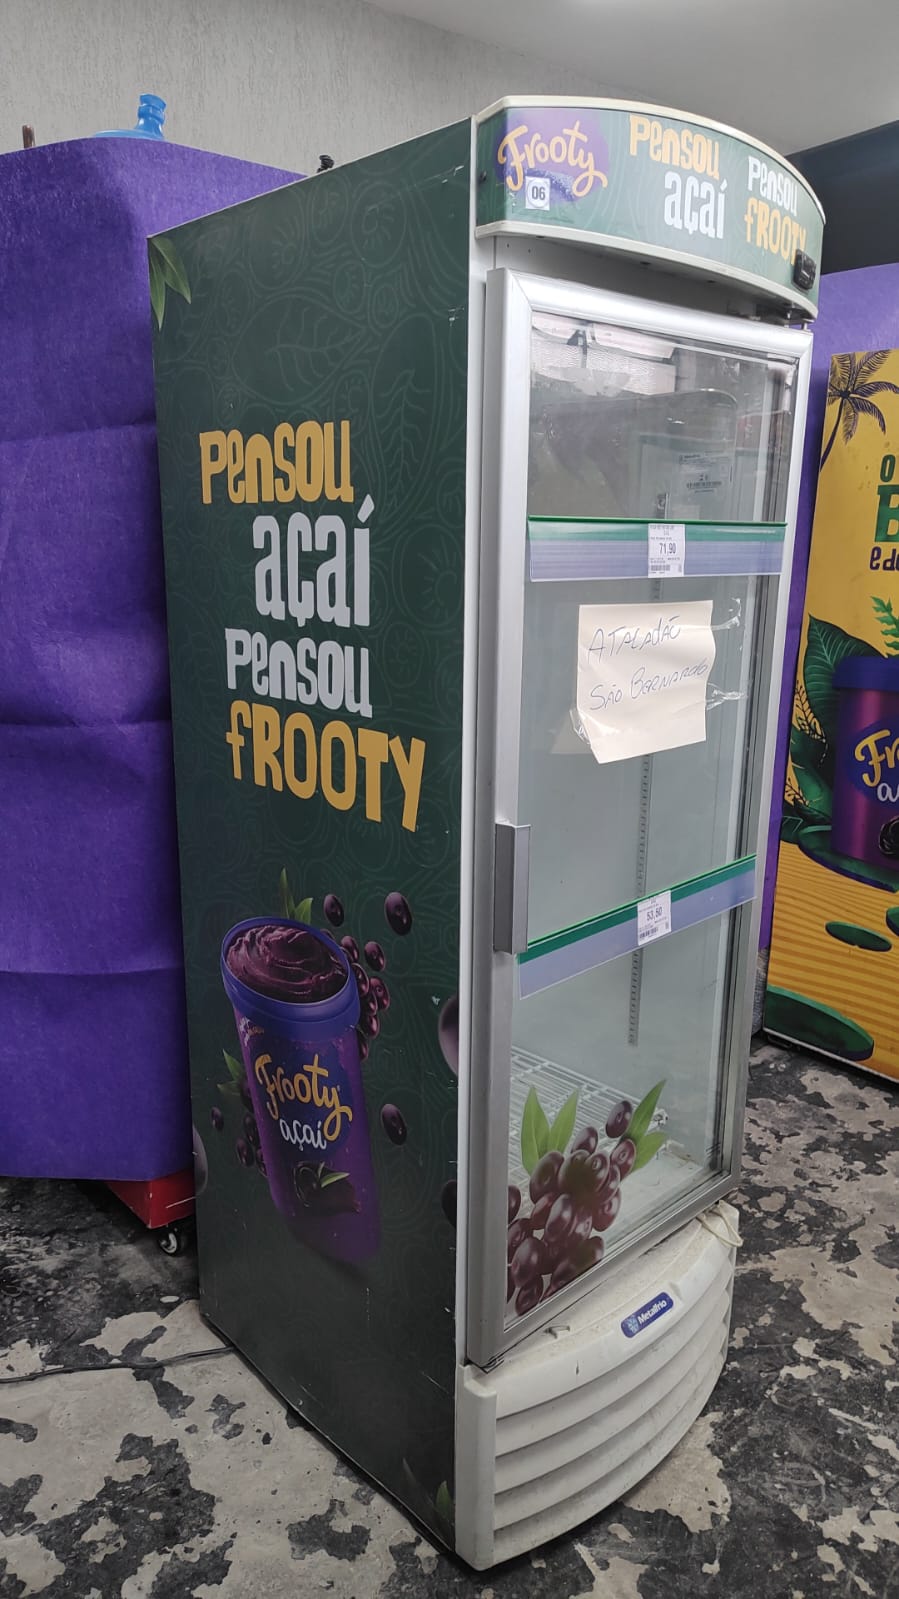 Frooty
06
Pensou
açaí
Pensou
fROOTY
Pensou
açaí
Pensou
fROOTY
71,90
ATACADÃO
SÃO BERNARDO
53,50
Frooty
açaí
Metalfrio
O
B
e d